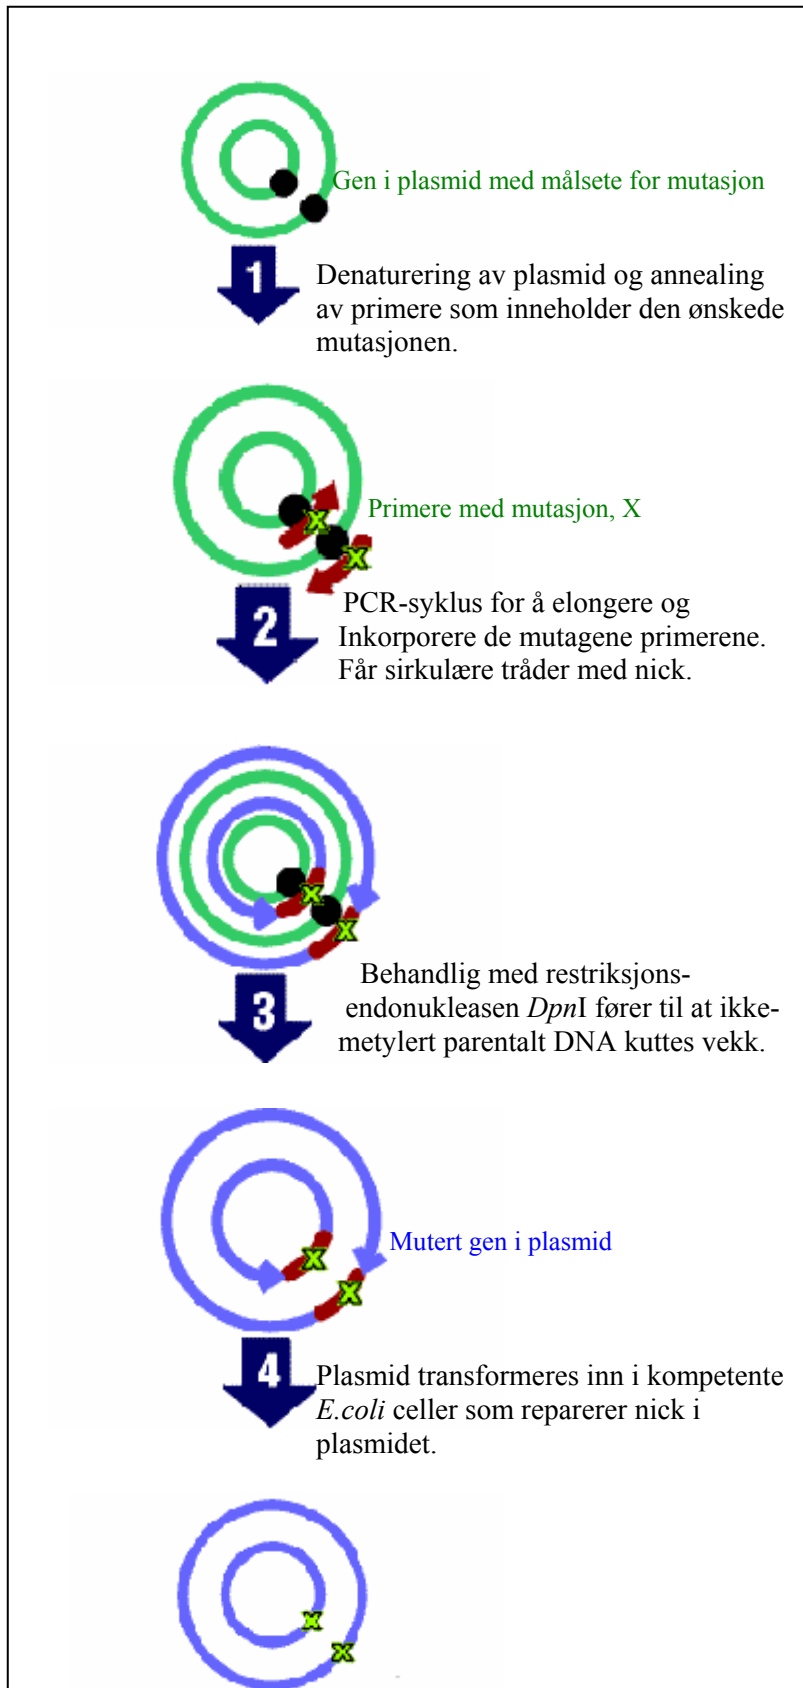 Gen i plasmid med målsete for mutasjon
1
Denaturering av plasmid og annealing
av primere som inneholder den ønskede
mutasjonen.
X
Primere med mutasjon, X
X
2
PCR-syklus for å elongere og
Inkorporere de mutagene primerene.
Får sirkulære tråder med nick.
X
X
3
Behandlig med restriksjons-
endonukleasen DpnI fører til at ikke-
metylert parentalt DNA kuttes vekk.
Mutert gen i plasmid
X
X
4
Plasmid transformeres inn i kompetente
E.coli celler som reparerer nick i
plasmidet.
X
X